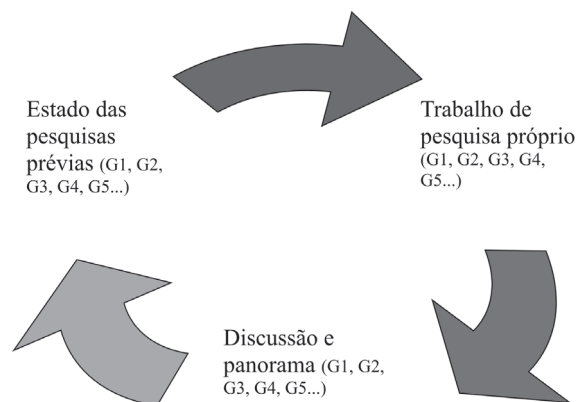 Estado das
pesquisas
prévias (G1, G2,
G3, G4, G5...)
Trabalho de
pesquisa próprio
(G1, G2, G3, G4,
G5...)
Discussão e
panorama (G1, G2,
G3, G4, G5...)